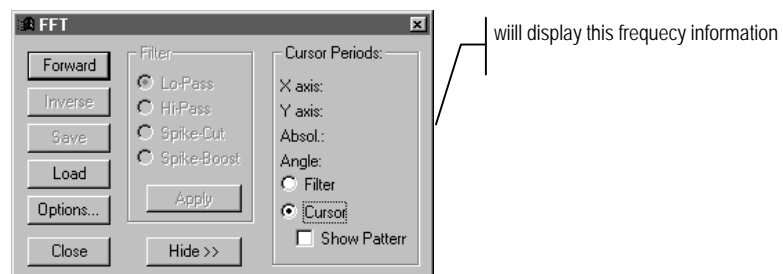 FFT
Forward
Inverse
Save
Load
Options...
Close
Filter
Lo-Pass
Hi-Pass
Spike-Cut
Spike-Boost
Apply
Hide >>
Cursor Periods:
X axis:
Y axis:
Absol.:
Angle:
Filter
Cursor
Show Patterr
wiill display this frequecy information